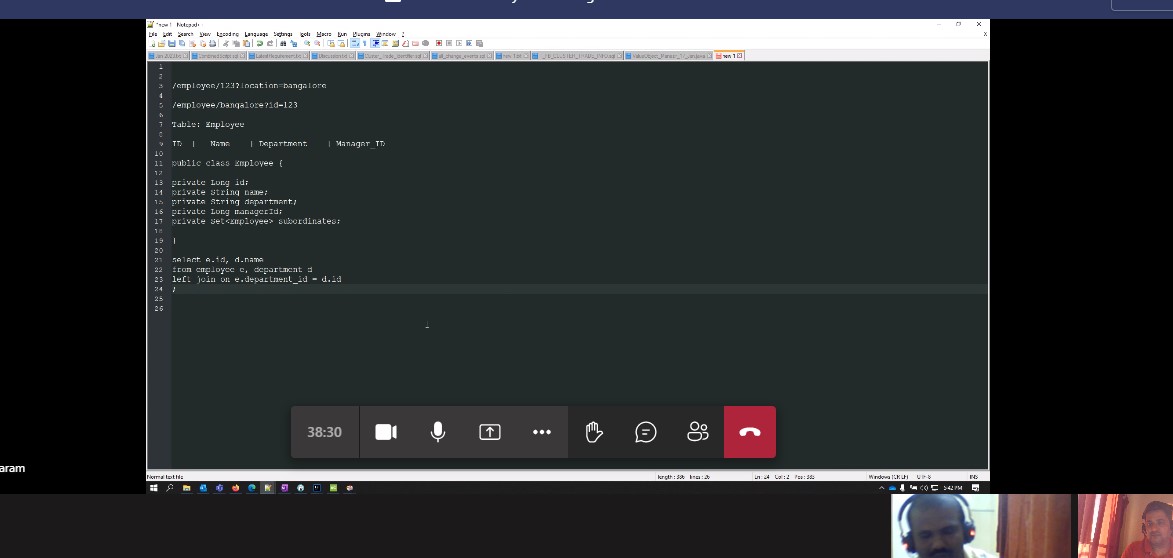 *new 1 - Notepad++
File Edit Search View Encoding Language Settings Tools Macro Run Plugins Window ?
new 1
1
2
3 /employee/123?location=bangalore
4
5 /employee/bangalore?id=123
6
7 Table: Employee
8
9 ID | Name | Department | Manager_ID
10
11 public class Employee {
12
13 private Long id;
14 private String name;
15 private String department;
16 private Long managerId;
17 private Set<Employee> subordinates;
18
19 }
20
21 select e.id, d.name
22 from employee e, department d
23 left join on e.department_id = d.id
24 ;
25
26
38:30
aram
Normal text file length : 386 lines : 26 Ln : 24 Col : 2 Pos : 385 Windows (CR LF) UTF-8 INS
5:42 PM